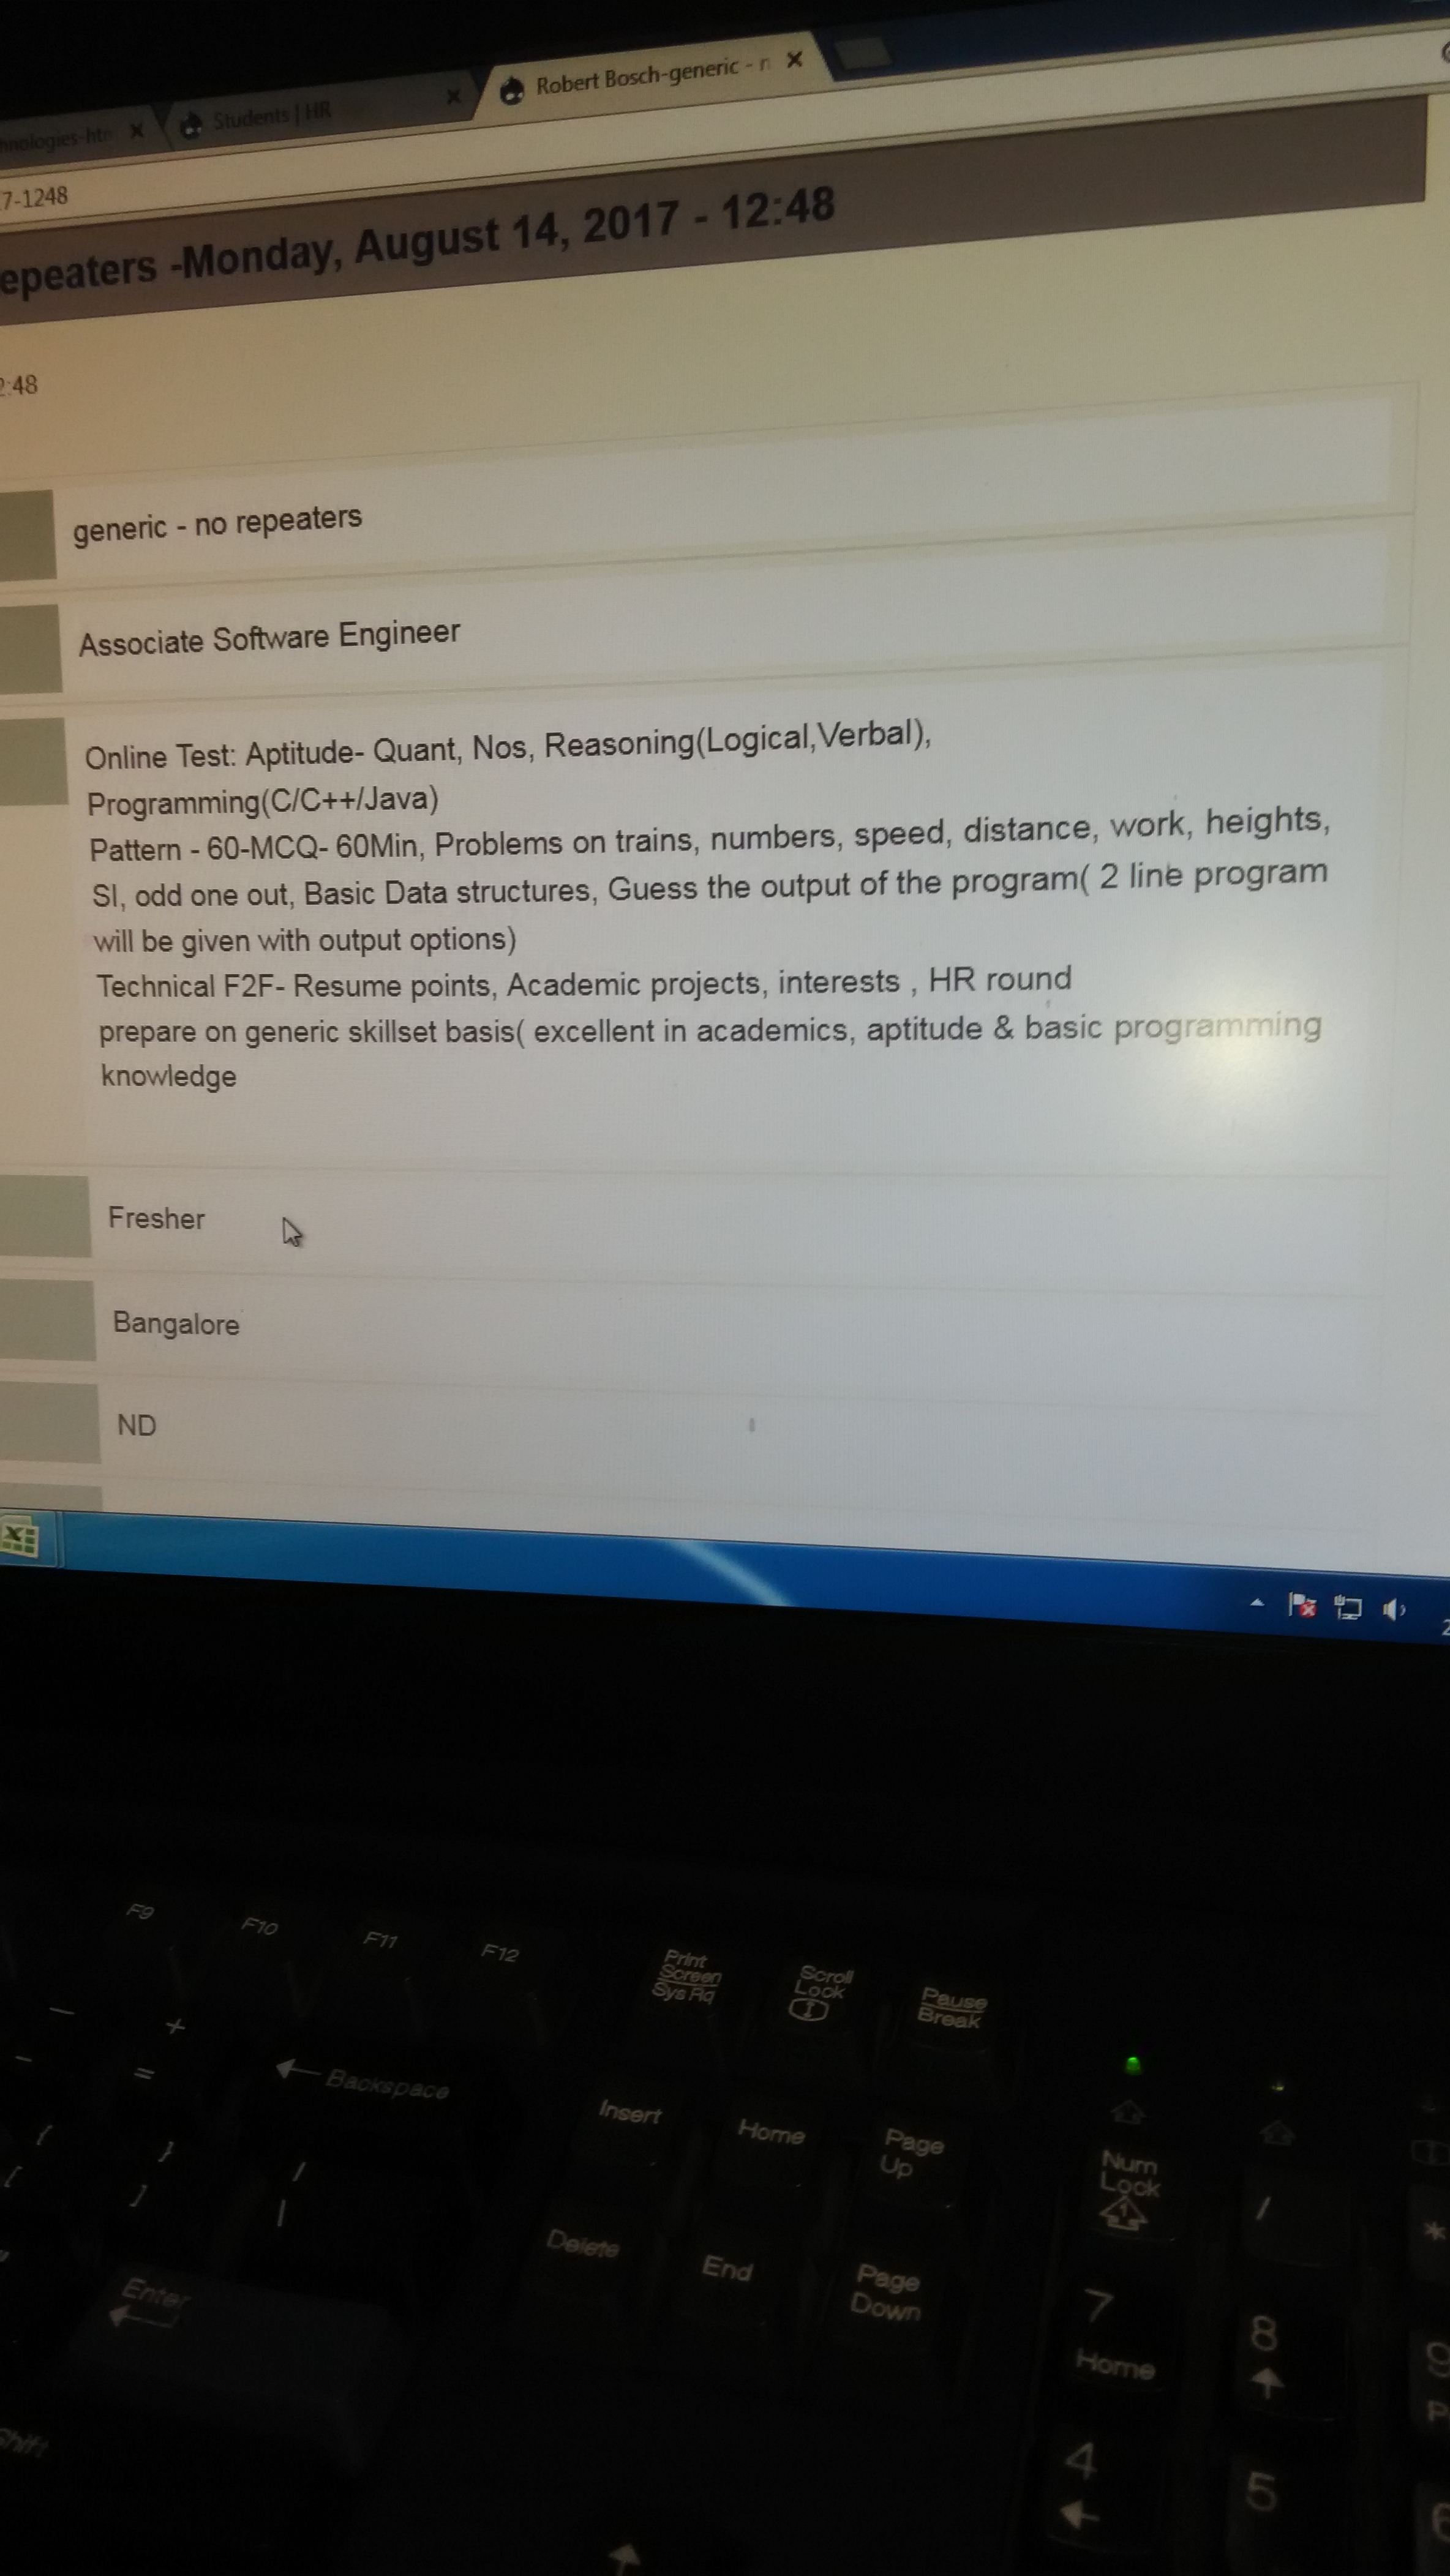 hnologies-htm
Students | HR
Robert Bosch-generic - n
7-1248
epeaters -Monday, August 14, 2017 - 12:48
2:48
generic - no repeaters
Associate Software Engineer
Online Test: Aptitude- Quant, Nos, Reasoning(Logical,Verbal),
Programming(C/C++/Java)
Pattern - 60-MCQ- 60Min, Problems on trains, numbers, speed, distance, work, heights,
SI, odd one out, Basic Data structures, Guess the output of the program( 2 line program
will be given with output options)
Technical F2F- Resume points, Academic projects, interests , HR round
prepare on generic skillset basis( excellent in academics, aptitude & basic programming
knowledge
Fresher
Bangalore
ND
F9
F10
F11
F12
Print
Screen
Sys Rq
Scroll
Lock
Pause
Break
_
+
-
=
Backspace
Insert
Home
Page
Up
Num
Lock
/
*
{
}
[
]
Delete
End
Page
Down
Enter
7
Home
8
9
P
Shift
4
5
6